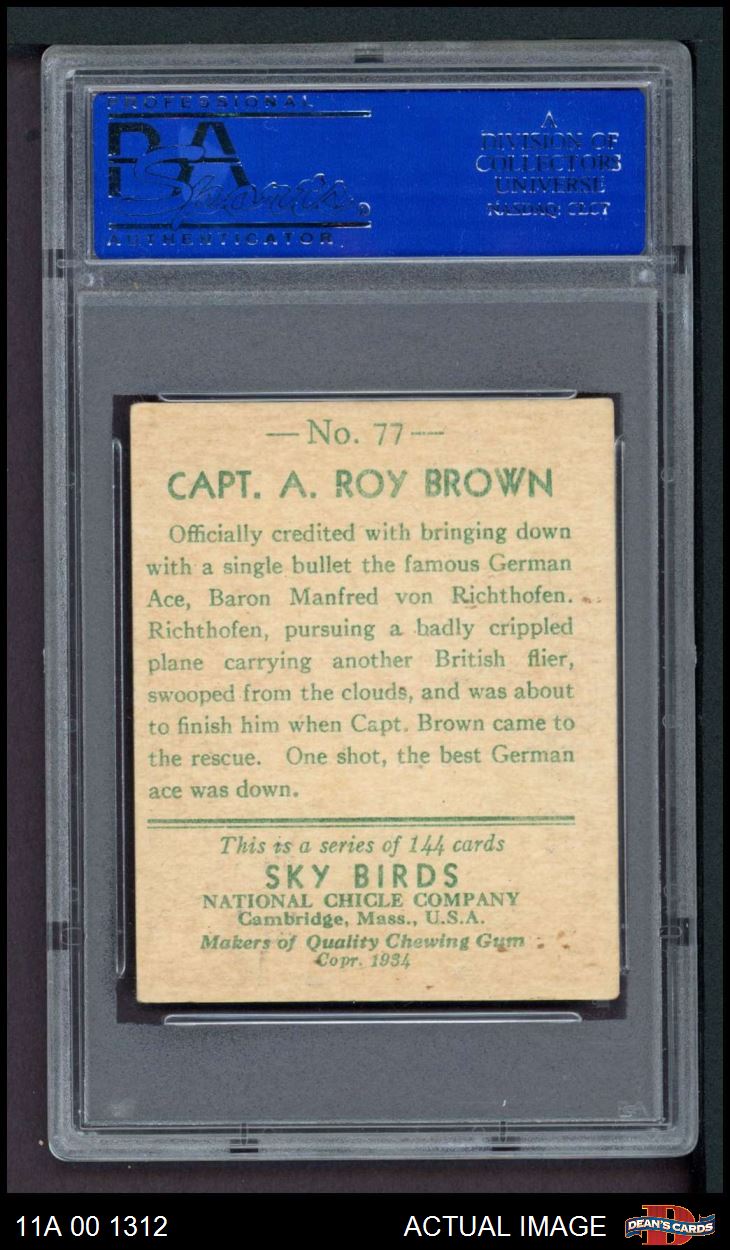 PROFESSIONAL
PSA
AUTHENTICATOR
A
DIVISION OF
COLLECTORS
UNIVERSE
NASDAQ: CLCT
— No. 77 —
CAPT. A. ROY BROWN
Officially credited with bringing down
with a single bullet the famous German
Ace, Baron Manfred von Richthofen.
Richthofen, pursuing a badly crippled
plane carrying another British flier,
swooped from the clouds, and was about
to finish him when Capt. Brown came to
the rescue. One shot, the best German
ace was down.
This is a series of 144 cards
SKY BIRDS
NATIONAL CHICLE COMPANY
Cambridge, Mass., U.S.A.
Makers of Quality Chewing Gum
Copr. 1934
11A 00 1312
ACTUAL IMAGE
D
DEAN'S CARDS